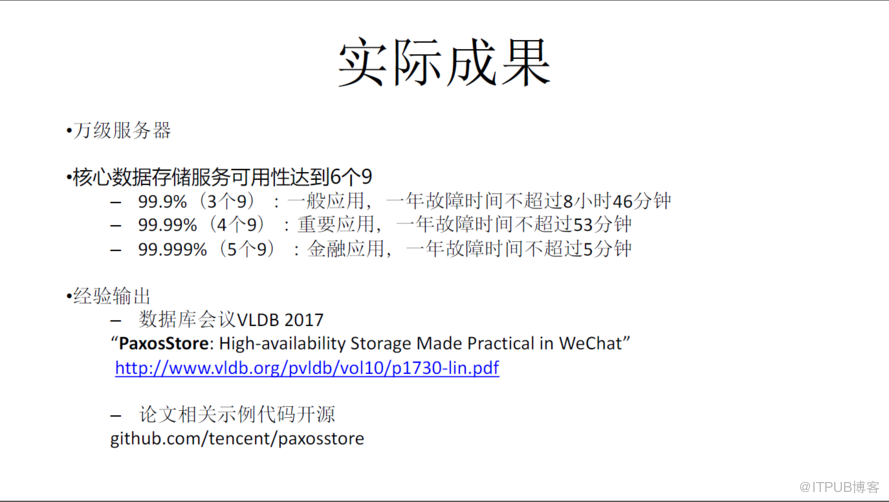 实际成果
•万级服务器
•核心数据存储服务可用性达到6个9
– 99.9%（3个9）：一般应用，一年故障时间不超过8小时46分钟
– 99.99%（4个9）：重要应用，一年故障时间不超过53分钟
– 99.999%（5个9）：金融应用，一年故障时间不超过5分钟
•经验输出
– 数据库会议VLDB 2017
“PaxosStore: High-availability Storage Made Practical in WeChat”
http://www.vldb.org/pvldb/vol10/p1730-lin.pdf
– 论文相关示例代码开源
github.com/tencent/paxosstore
@ITPUB博客